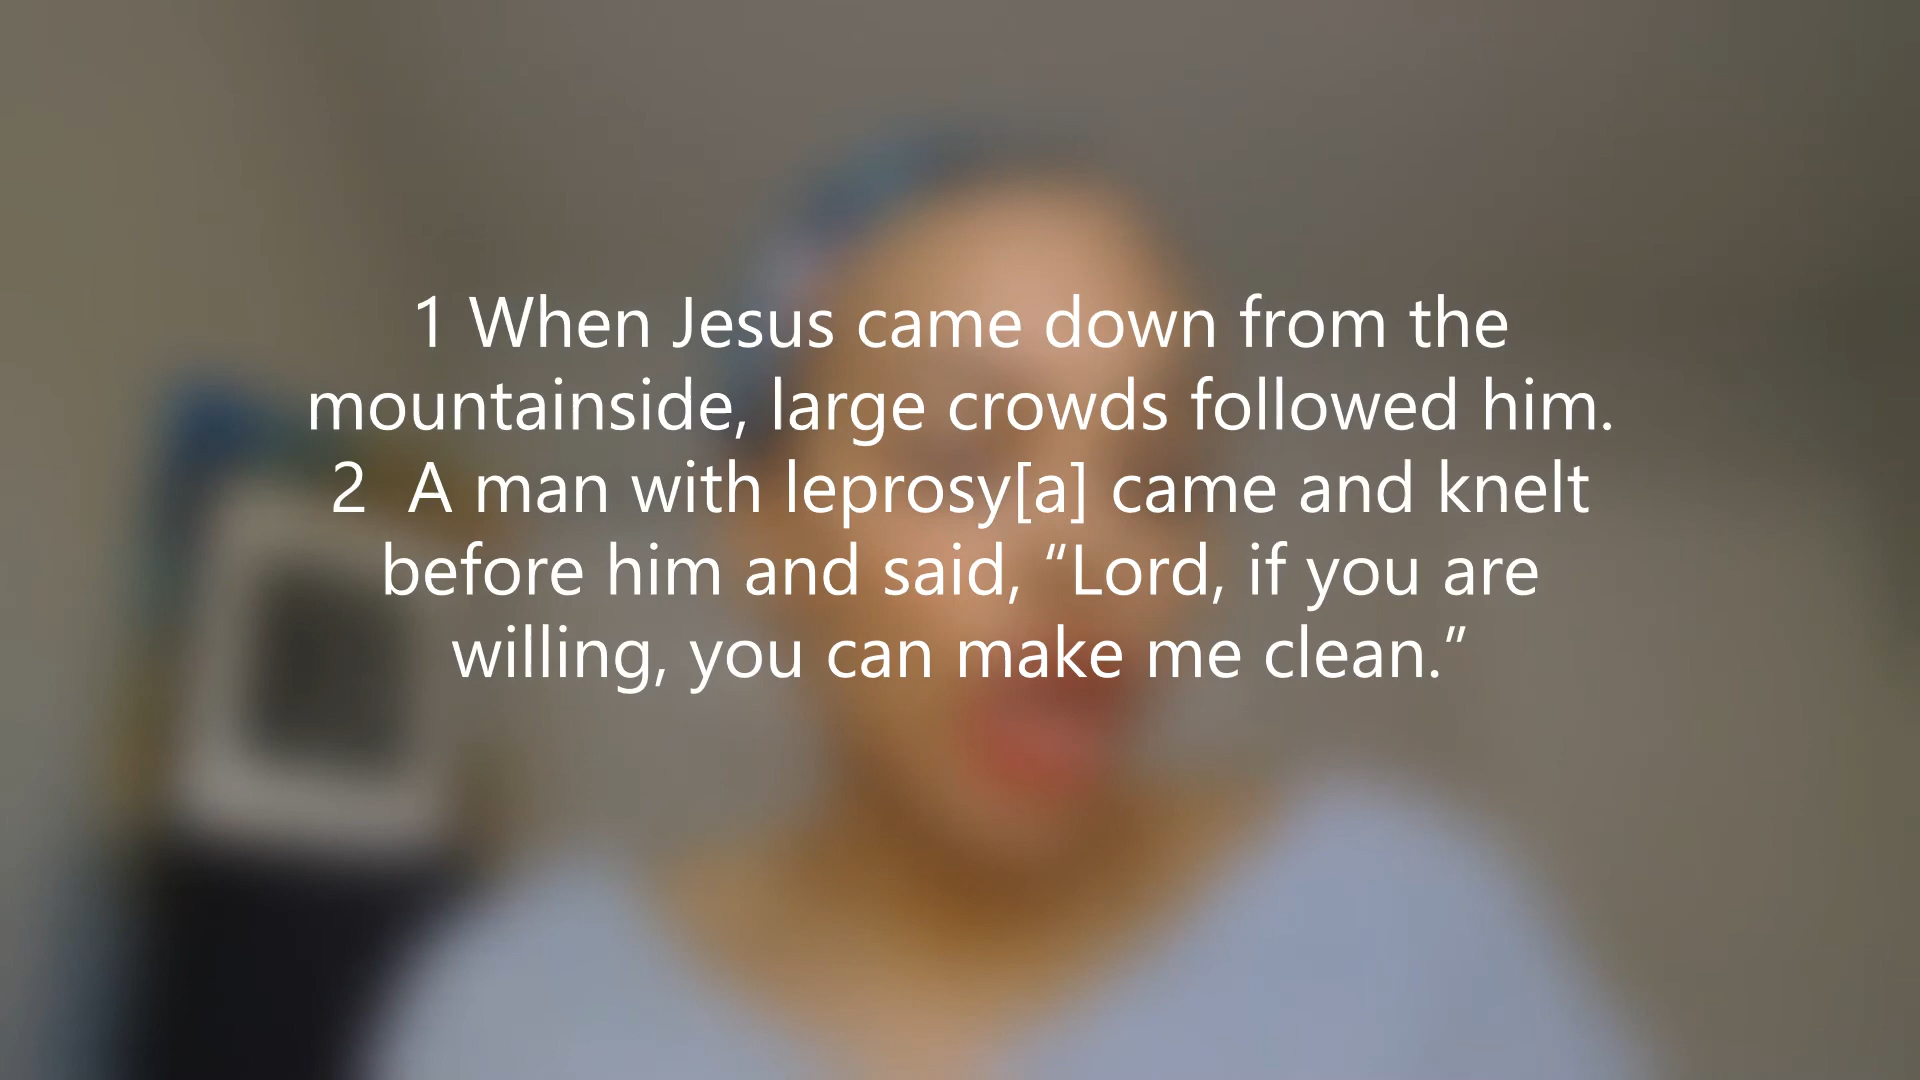 1 When Jesus came down from the
mountainside, large crowds followed him.
2  A man with leprosy[a] came and knelt
before him and said, “Lord, if you are
willing, you can make me clean.”